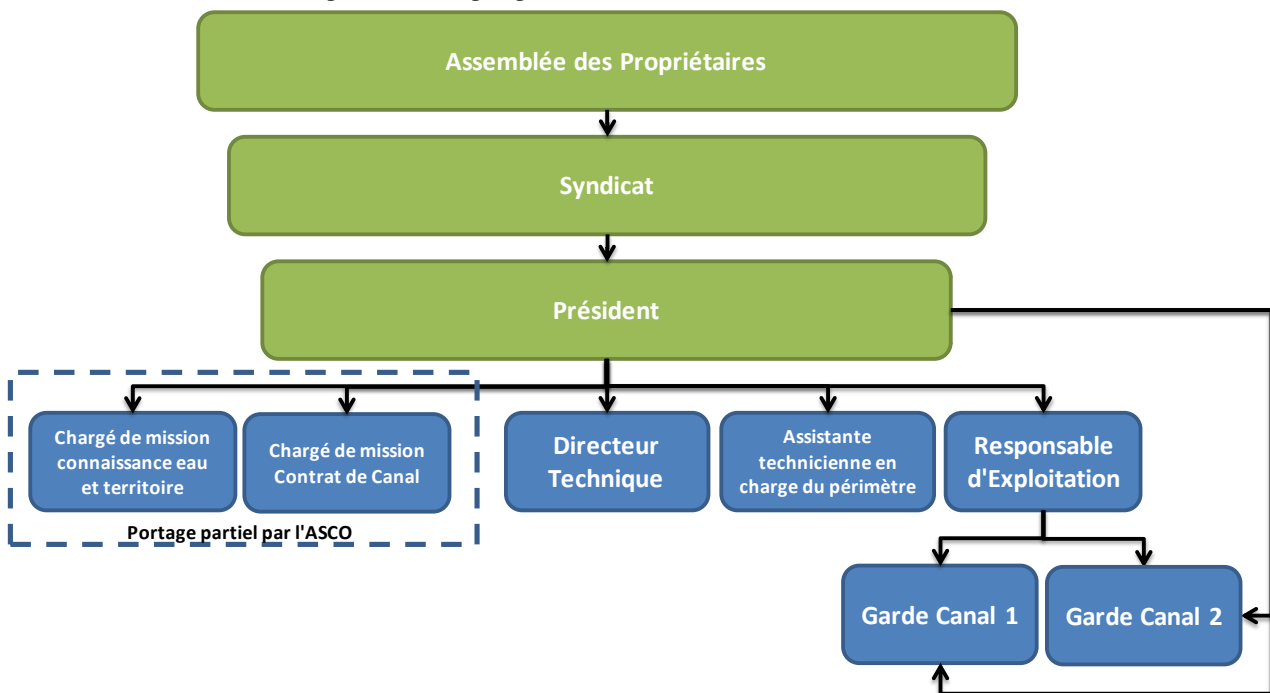 Assemblée des Propriétaires
Syndicat
Président
Chargé de mission
connaissance eau
et territoire
Chargé de mission
Contrat de Canal
Directeur
Technique
Assistante
technicienne en
charge du périmètre
Responsable
d'Exploitation
Portage partiel par l'ASCO
Garde Canal 1
Garde Canal 2